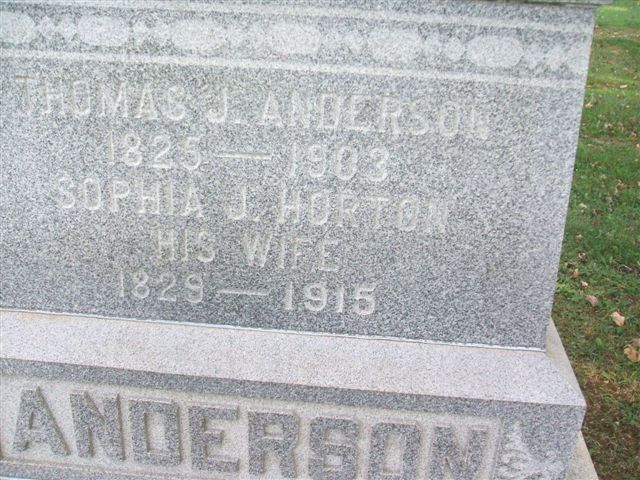 THOMAS J. ANDERSON
1825 — 1903
SOPHIA J. HORTON
HIS WIFE
1829 — 1915
ANDERSON